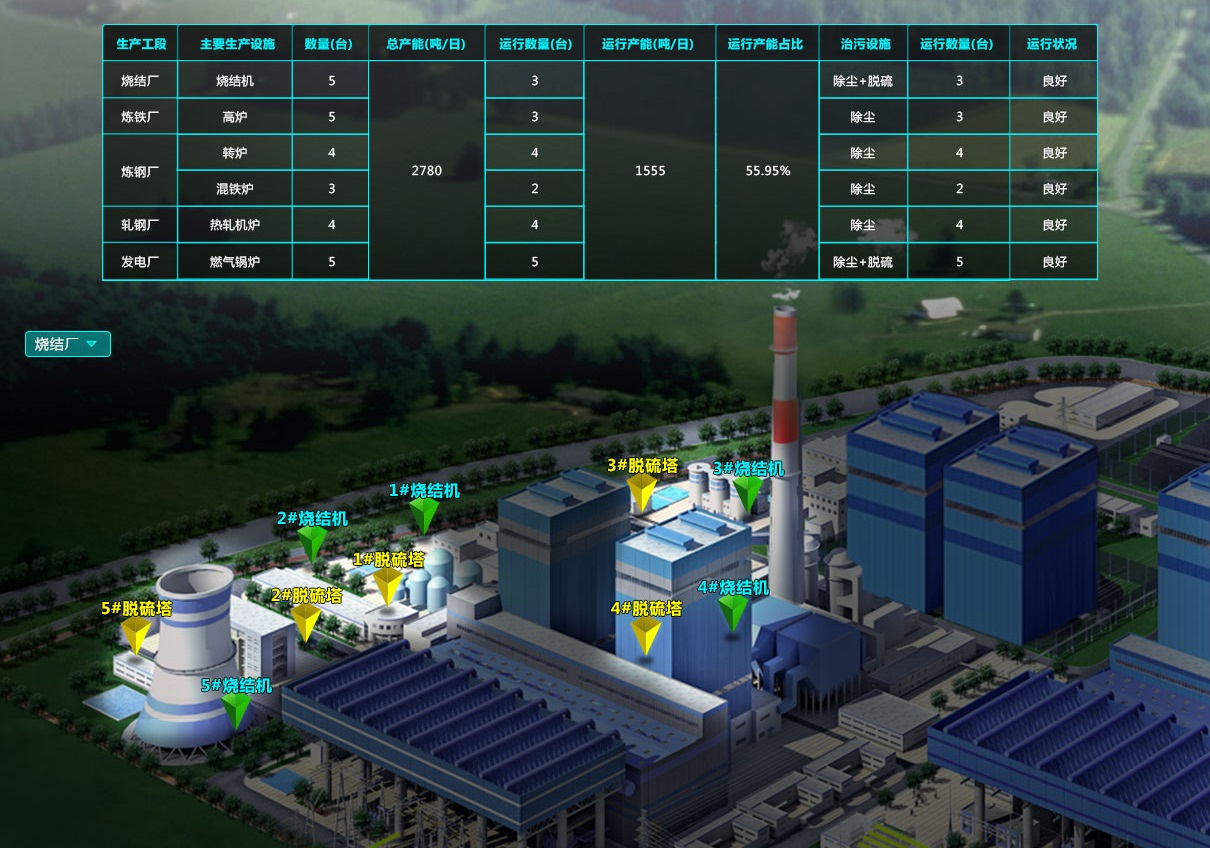 生产工段 主要生产设施 数量(台) 总产能(吨/日) 运行数量(台) 运行产能(吨/日) 运行产能占比 治污设施 运行数量(台) 运行状况
烧结厂 烧结机 5 3 除尘+脱硫 3 良好
炼铁厂 高炉 5 3 除尘 3 良好
转炉 4 4 除尘 4 良好
炼钢厂 2780 1555 55.95%
混铁炉 3 2 除尘 2 良好
轧钢厂 热轧机炉 4 4 除尘 4 良好
发电厂 燃气锅炉 5 5 除尘+脱硫 5 良好
烧结厂
3#脱硫塔
3#烧结机
1#烧结机
2#烧结机
1#脱硫塔
4#烧结机
2#脱硫塔
5#脱硫塔
4#脱硫塔
5#烧结机